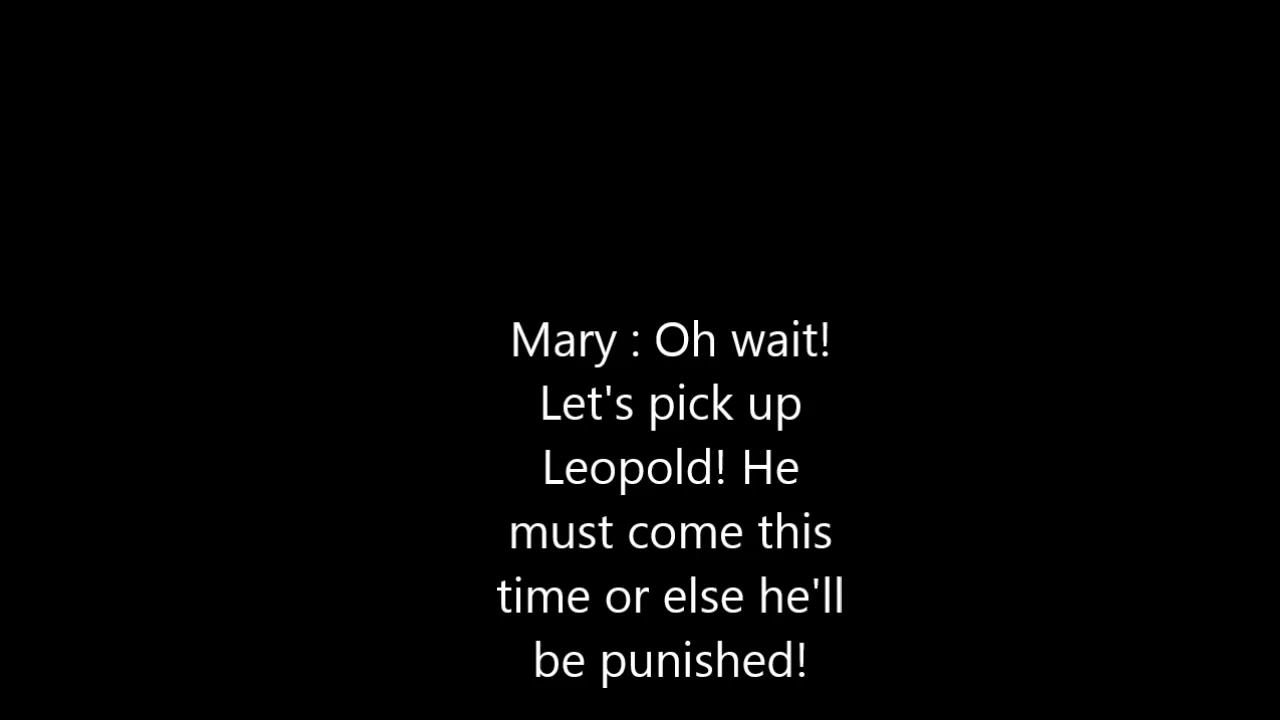 Mary : Oh wait!
Let's pick up
Leopold! He
must come this
time or else he'll
be punished!